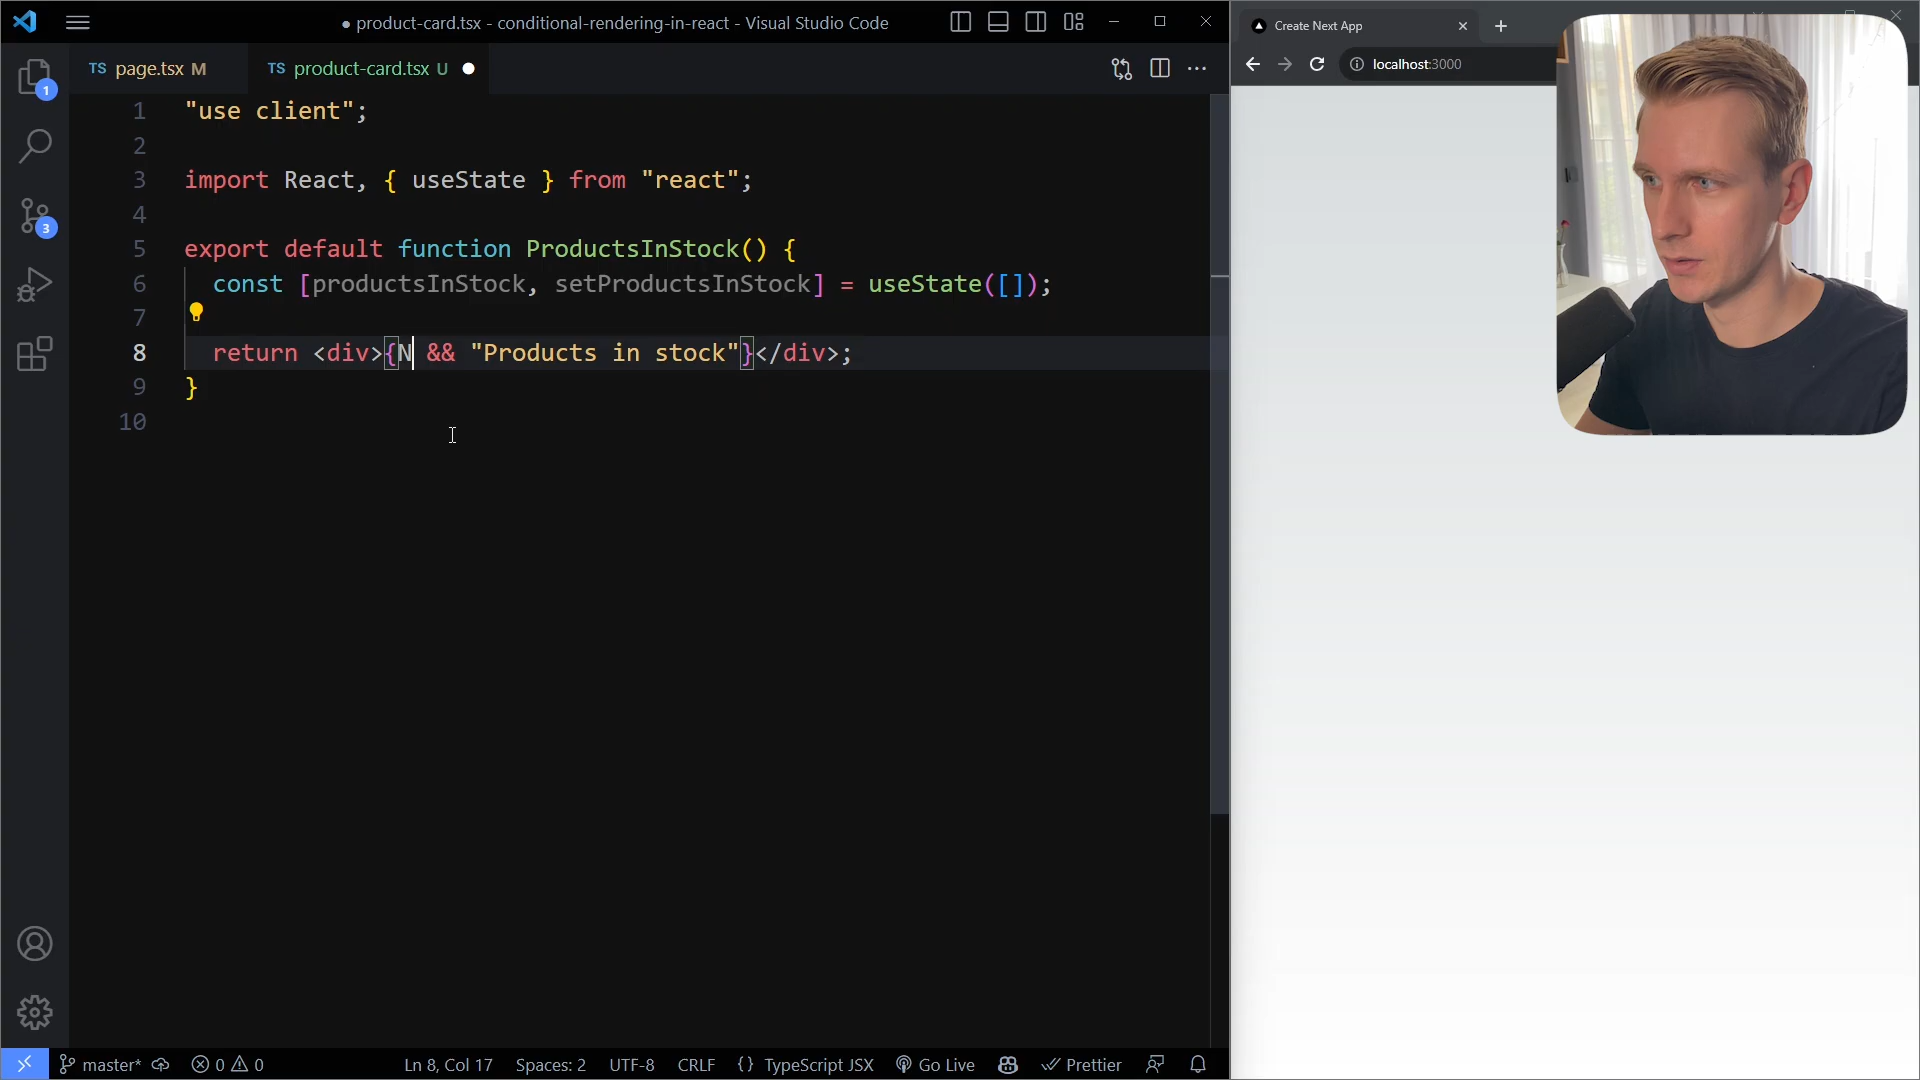 ● product-card.tsx - conditional-rendering-in-react - Visual Studio Code
TS page.tsx M
TS product-card.tsx U ●
1 "use client";
2
3 import React, { useState } from "react";
4
5 export default function ProductsInStock() {
6 const [productsInStock, setProductsInStock] = useState([]);
7
8 return <div>{N && "Products in stock"}</div>;
9 }
10
1
3
master* 0 0 Ln 8, Col 17 Spaces: 2 UTF-8 CRLF {} TypeScript JSX Go Live Prettier
Create Next App
localhost:3000